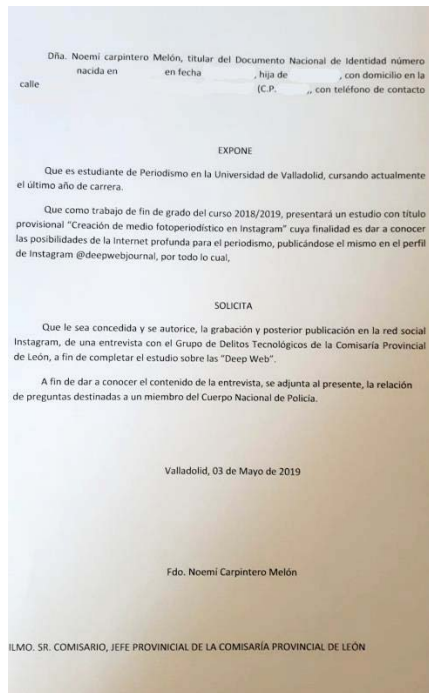 Dña. Noemi carpintero Melón, titular del Documento Nacional de Identidad número
nacida en en fecha , hija de , con domicilio en la
calle (C.P. ,, con teléfono de contacto
EXPONE
Que es estudiante de Periodismo en la Universidad de Valladolid, cursando actualmente
el último año de carrera.
Que como trabajo de fin de grado del curso 2018/2019, presentará un estudio con título
provisional "Creación de medio fotoperiodístico en Instagram" cuya finalidad es dar a conocer
las posibilidades de la Internet profunda para el periodismo, publicándose el mismo en el perfil
de Instagram @deepwebjournal, por todo lo cual,
SOLICITA
Que le sea concedida y se autorice, la grabación y posterior publicación en la red social
Instagram, de una entrevista con el Grupo de Delitos Tecnológicos de la Comisaría Provincial
de León, a fin de completar el estudio sobre las "Deep Web".
A fin de dar a conocer el contenido de la entrevista, se adjunta al presente, la relación
de preguntas destinadas a un miembro del Cuerpo Nacional de Policía.
Valladolid, 03 de Mayo de 2019
Fdo. Noemí Carpintero Melón
ILMO. SR. COMISARIO, JEFE PROVINICIAL DE LA COMISARÍA PROVINCIAL DE LEÓN